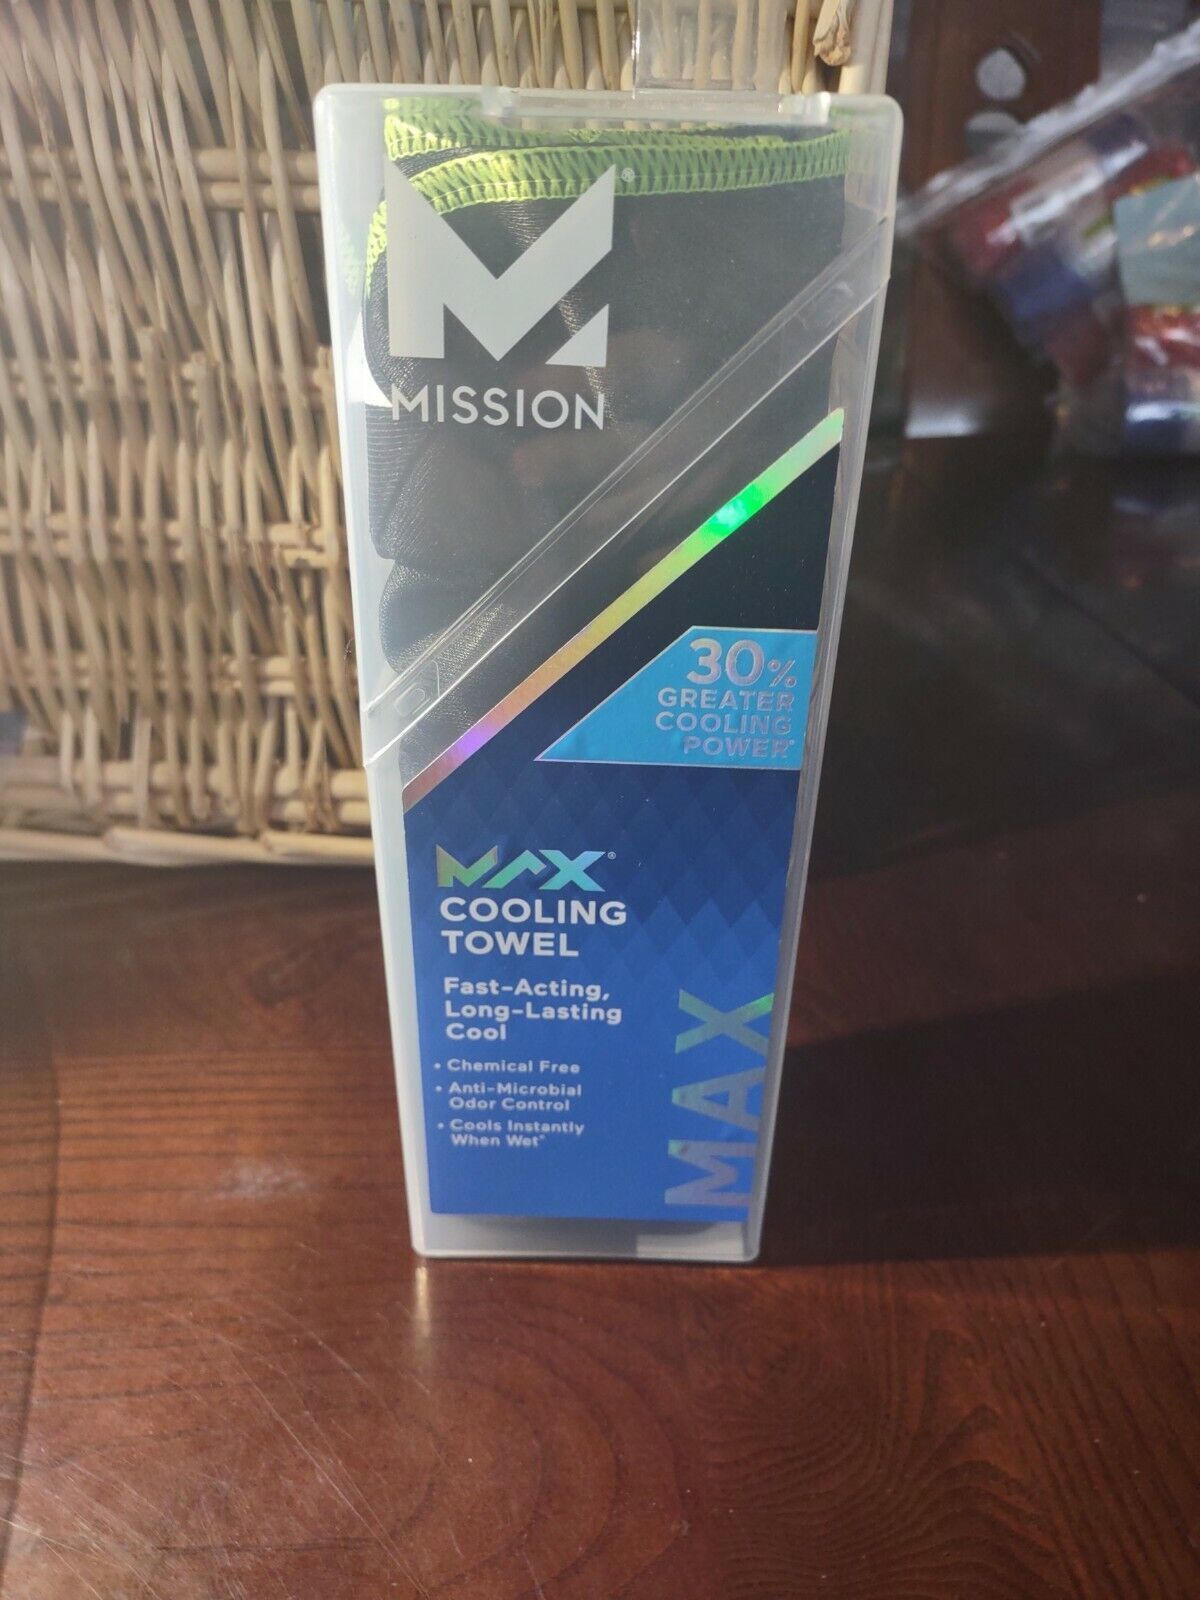 M®
MISSION
30%
GREATER
COOLING
POWER*
MAX®
COOLING
TOWEL
Fast-Acting,
Long-Lasting
Cool
• Chemical Free
• Anti-Microbial
Odor Control
• Cools Instantly
When Wet*
MAX